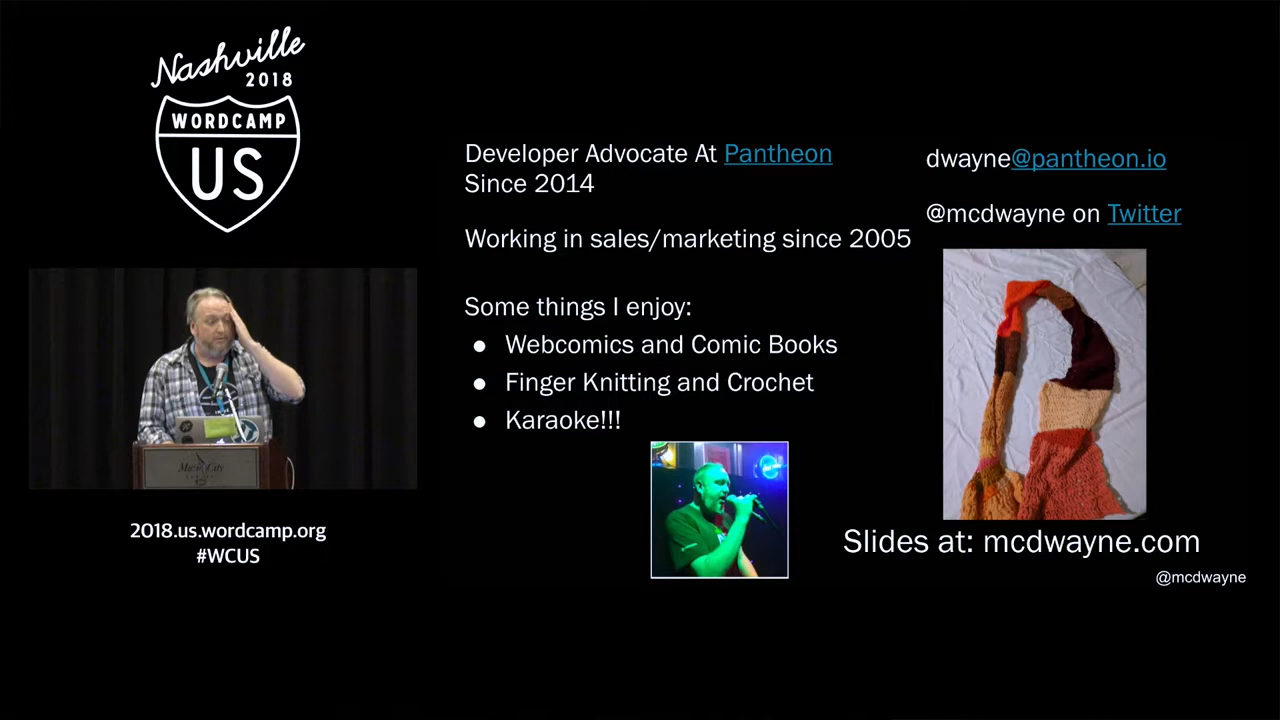 Nashville
2018
WORDCAMP
US
2018.us.wordcamp.org
#WCUS
Developer Advocate At Pantheon
Since 2014
Working in sales/marketing since 2005
Some things I enjoy:
● Webcomics and Comic Books
● Finger Knitting and Crochet
● Karaoke!!!
dwayne@pantheon.io
@mcdwayne on Twitter
Slides at: mcdwayne.com
@mcdwayne
Music City